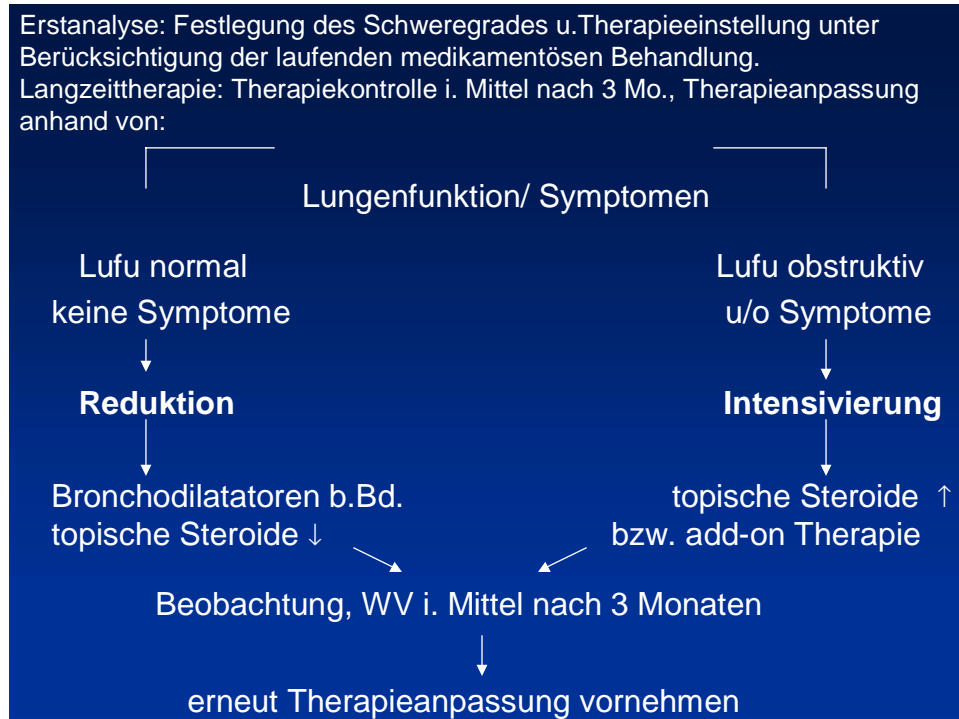 Erstanalyse: Festlegung des Schweregrades u.Therapieeinstellung unter
Berücksichtigung der laufenden medikamentösen Behandlung.
Langzeittherapie: Therapiekontrolle i. Mittel nach 3 Mo., Therapieanpassung
anhand von:
Lungenfunktion/ Symptomen
Lufu normal
keine Symptome
Reduktion
Bronchodilatatoren b.Bd.
topische Steroide ↓
Lufu obstruktiv
u/o Symptome
Intensivierung
topische Steroide ↑
bzw. add-on Therapie
Beobachtung, WV i. Mittel nach 3 Monaten
erneut Therapieanpassung vornehmen